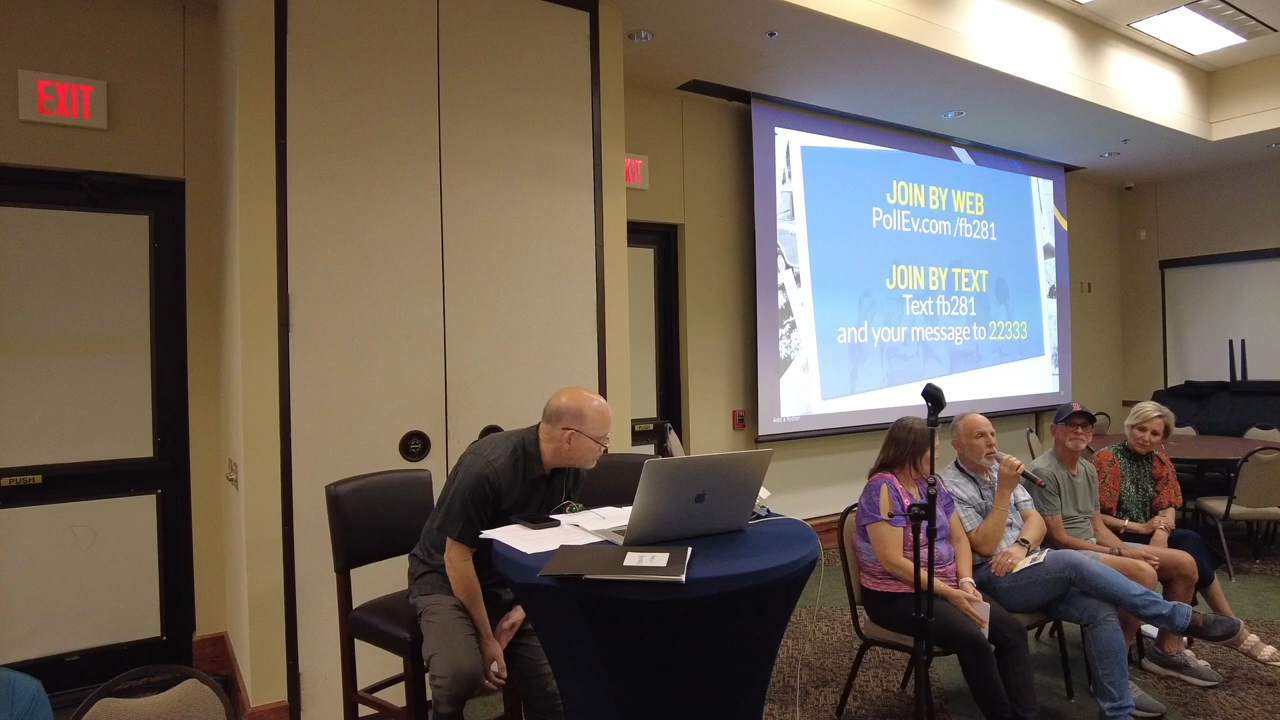 EXIT
EXIT
JOIN BY WEB
PollEv.com /fb281
JOIN BY TEXT
Text fb281
and your message to 22333
PUSH
PUSH